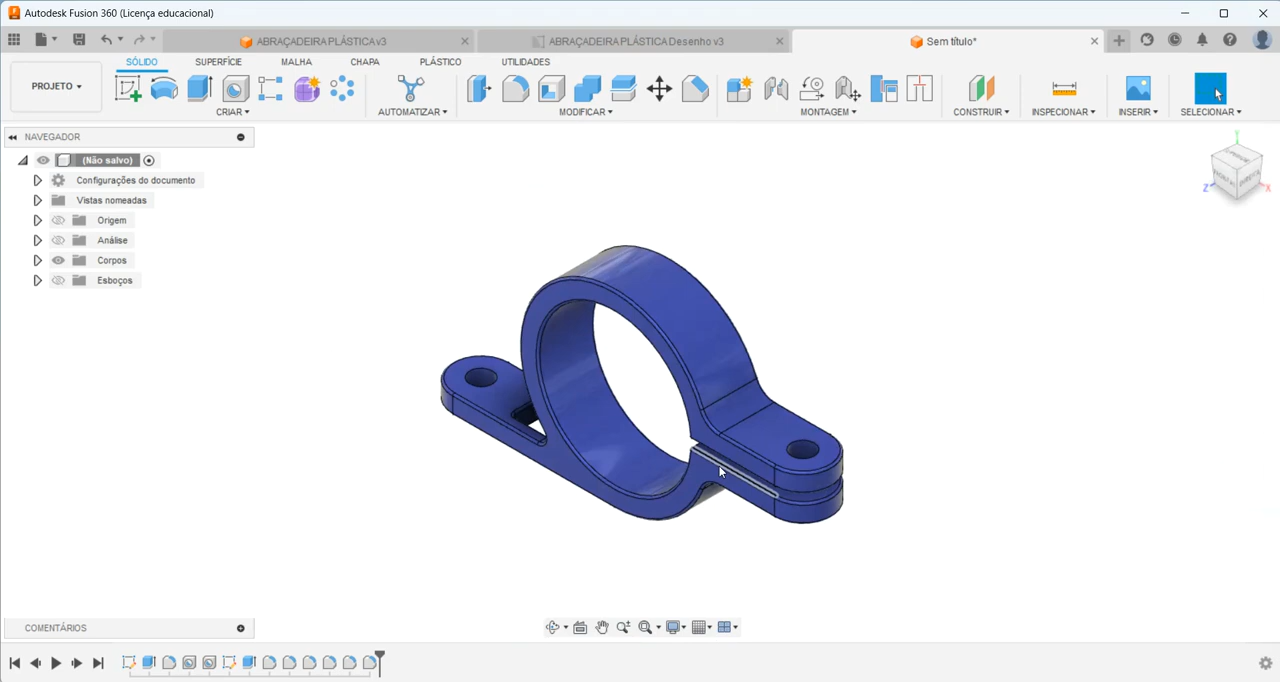 Autodesk Fusion 360 (Licença educacional)
ABRAÇADEIRA PLÁSTICA v3
ABRAÇADEIRA PLÁSTICA Desenho v3
Sem título*
PROJETO
SÓLIDO
SUPERFÍCIE
MALHA
CHAPA
PLÁSTICO
UTILIDADES
CRIAR
AUTOMATIZAR
MODIFICAR
MONTAGEM
CONSTRUIR
INSPECIONAR
INSERIR
SELECIONAR
NAVEGADOR
(Não salvo)
Configurações do documento
Vistas nomeadas
Origem
Análise
Corpos
Esboços
Y
Z
X
COMENTÁRIOS